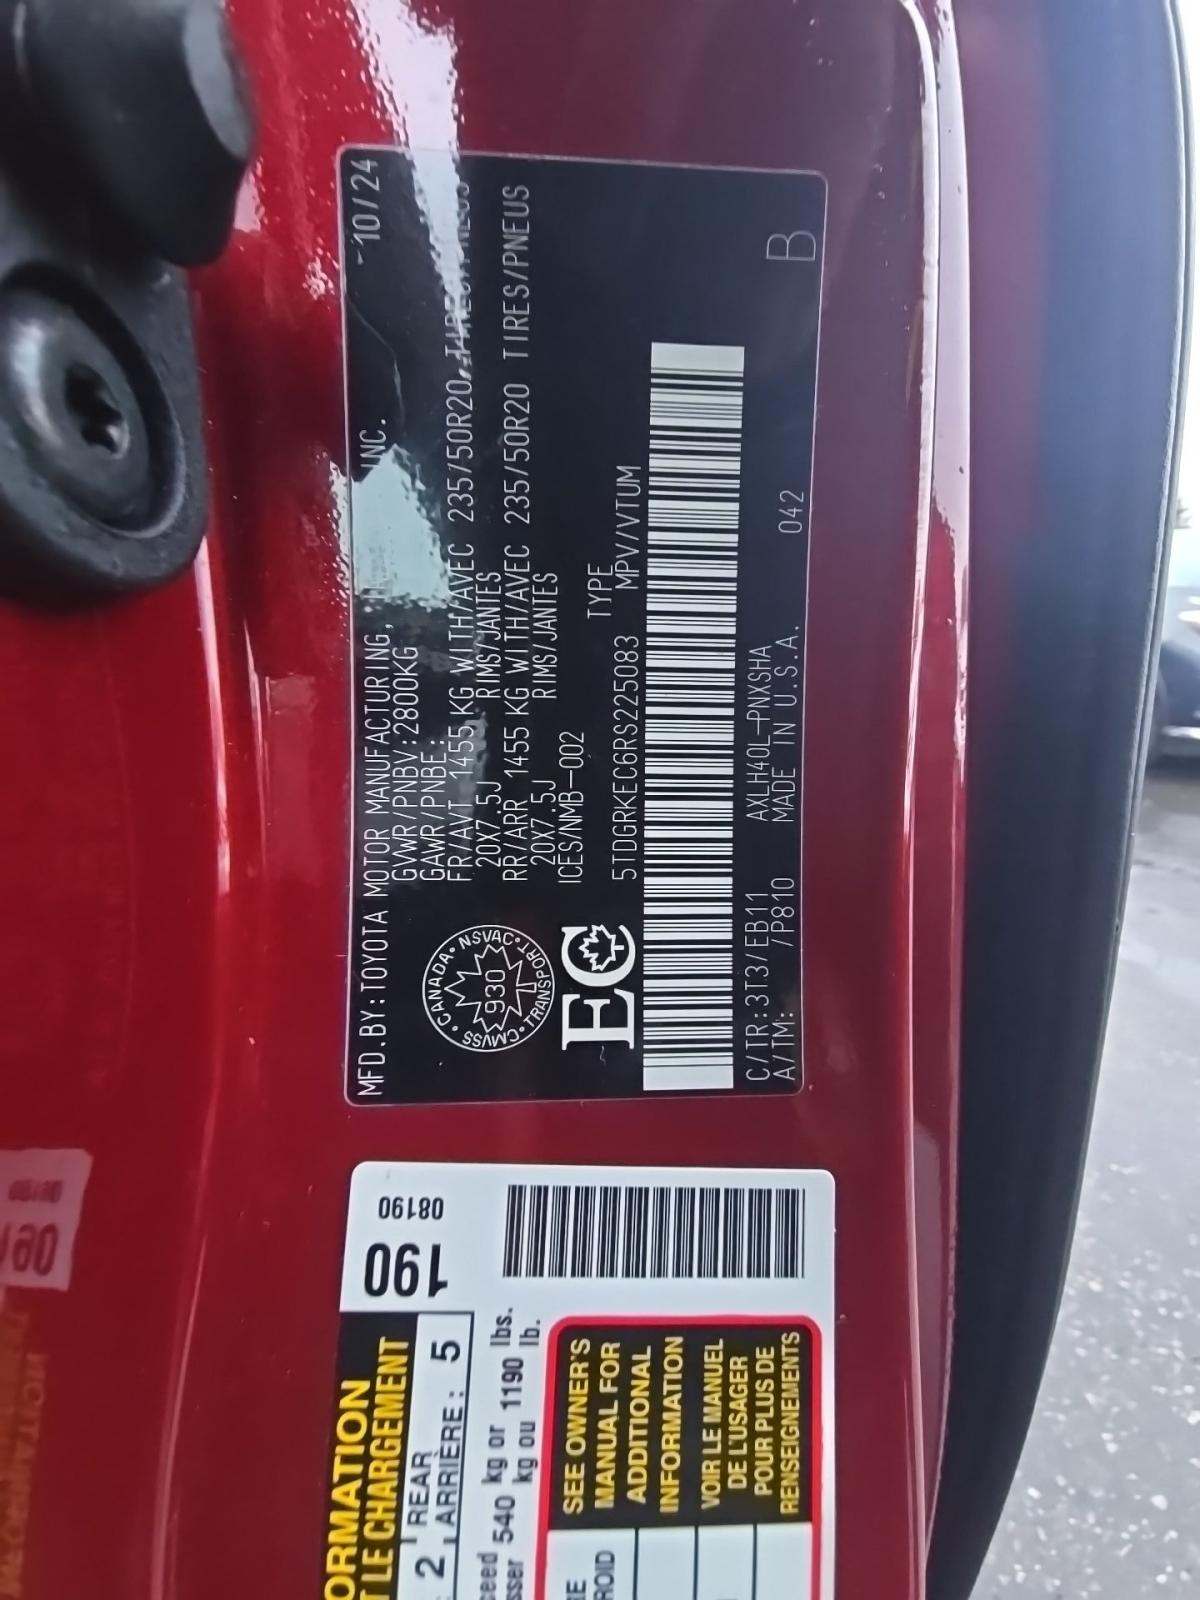 MFD.BY:TOYOTA MOTOR MANUFACTURING, INC. 10/24
GVWR/PNBV:2800KG
GAWR/PNBE:
FR/AVT 1455 KG WITH/AVEC 235/50R20 TIRES/PNEUS
20X7.5J RIMS/JANTES
RR/ARR 1455 KG WITH/AVEC 235/50R20 TIRES/PNEUS
20X7.5J RIMS/JANTES
ICES/NMB-002
CANADA NSVAC TRANSPORT CMVSS
930
EC
5TDGRKEC6RS225083 TYPE MPV/VTUM
C/TR:3T3/EB11 AXLH40L-PNXSHA 042 B
A/TM: /P810 MADE IN U.S.A.
190 08190
ORMATION
T LE CHARGEMENT
2 REAR
ARRIÈRE: 5
540 kg or 1190 lbs.
kg ou 1190 lb.
SEE OWNER'S
MANUAL FOR
ADDITIONAL
INFORMATION
VOIR LE MANUEL
DE L'USAGER
POUR PLUS DE
RENSEIGNEMENTS